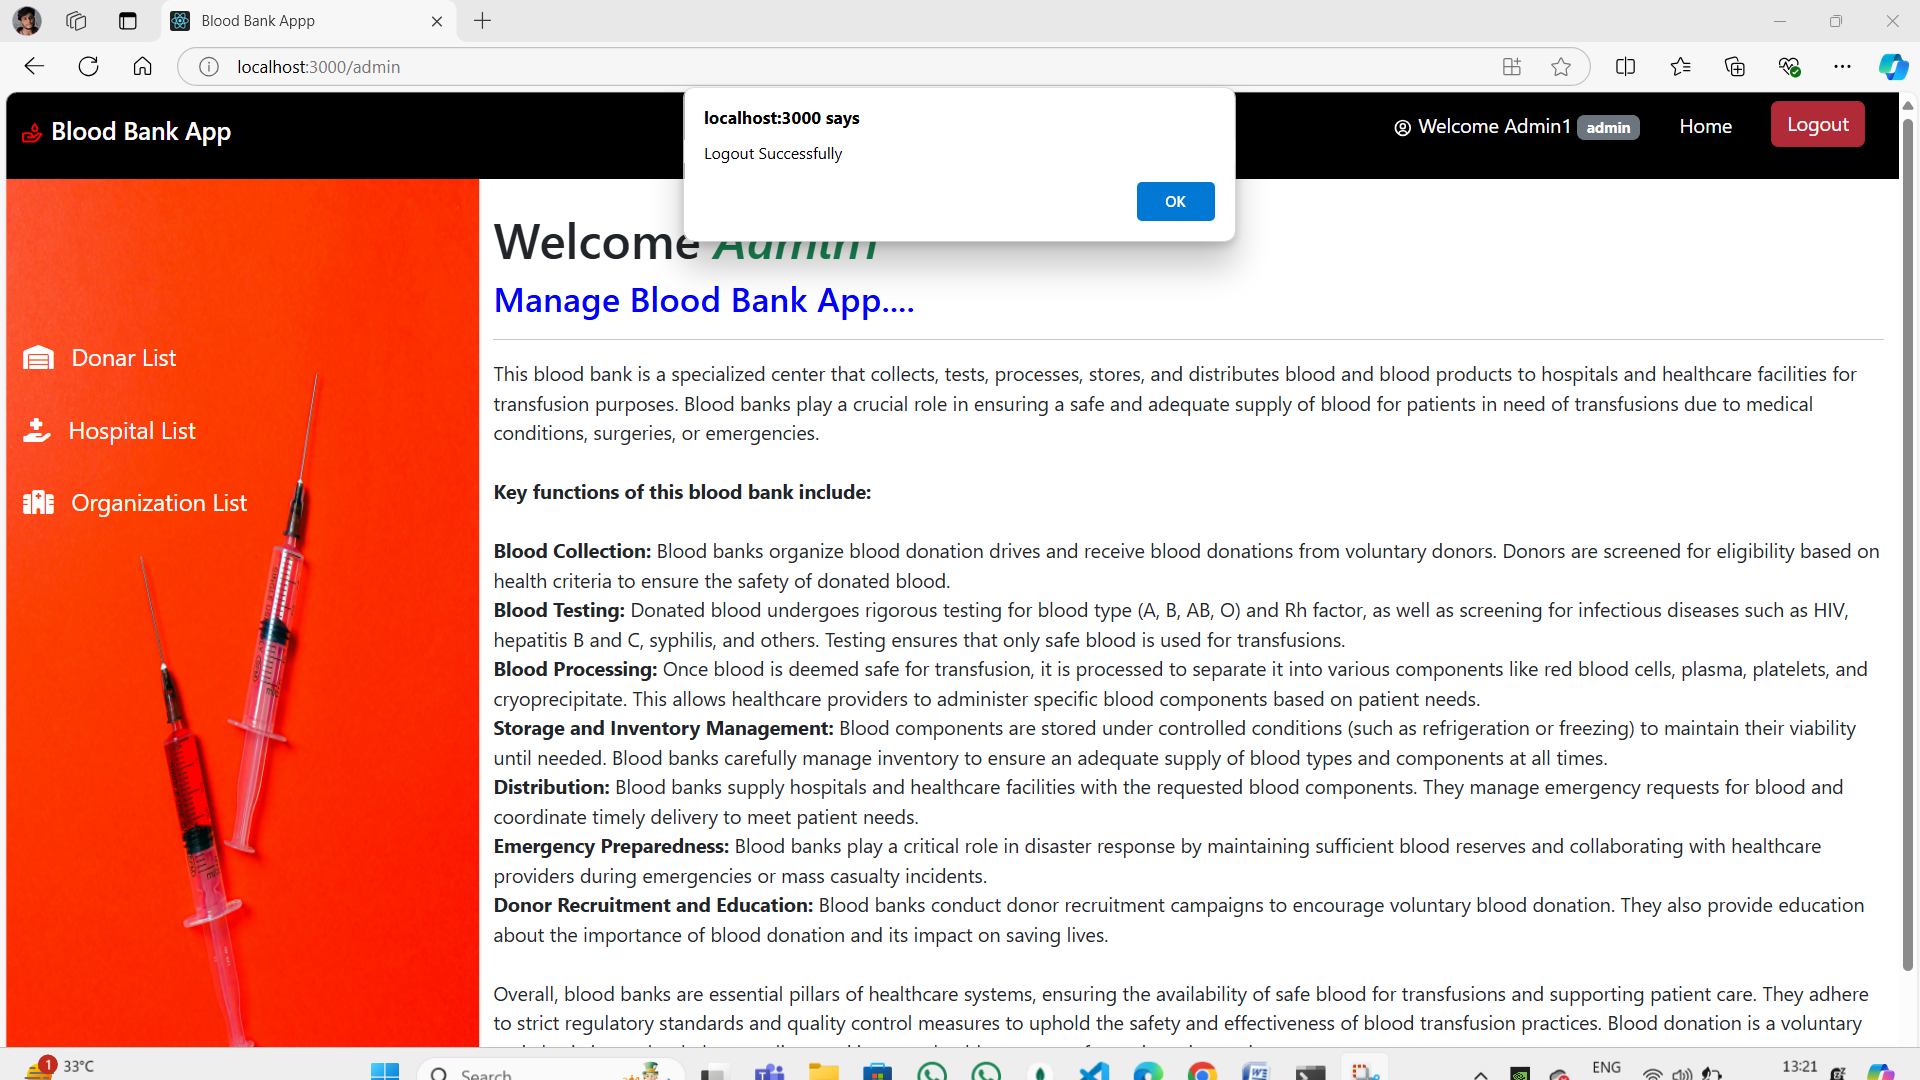 Blood Bank Appp
localhost:3000/admin
Blood Bank App
localhost:3000 says
Logout Successfully
OK
Welcome Admin1 admin
Home
Logout
Donar List
Hospital List
Organization List
Welcome Admin1
Manage Blood Bank App....
This blood bank is a specialized center that collects, tests, processes, stores, and distributes blood and blood products to hospitals and healthcare facilities for
transfusion purposes. Blood banks play a crucial role in ensuring a safe and adequate supply of blood for patients in need of transfusions due to medical
conditions, surgeries, or emergencies.
Key functions of this blood bank include:
Blood Collection: Blood banks organize blood donation drives and receive blood donations from voluntary donors. Donors are screened for eligibility based on
health criteria to ensure the safety of donated blood.
Blood Testing: Donated blood undergoes rigorous testing for blood type (A, B, AB, O) and Rh factor, as well as screening for infectious diseases such as HIV,
hepatitis B and C, syphilis, and others. Testing ensures that only safe blood is used for transfusions.
Blood Processing: Once blood is deemed safe for transfusion, it is processed to separate it into various components like red blood cells, plasma, platelets, and
cryoprecipitate. This allows healthcare providers to administer specific blood components based on patient needs.
Storage and Inventory Management: Blood components are stored under controlled conditions (such as refrigeration or freezing) to maintain their viability
until needed. Blood banks carefully manage inventory to ensure an adequate supply of blood types and components at all times.
Distribution: Blood banks supply hospitals and healthcare facilities with the requested blood components. They manage emergency requests for blood and
coordinate timely delivery to meet patient needs.
Emergency Preparedness: Blood banks play a critical role in disaster response by maintaining sufficient blood reserves and collaborating with healthcare
providers during emergencies or mass casualty incidents.
Donor Recruitment and Education: Blood banks conduct donor recruitment campaigns to encourage voluntary blood donation. They also provide education
about the importance of blood donation and its impact on saving lives.
Overall, blood banks are essential pillars of healthcare systems, ensuring the availability of safe blood for transfusions and supporting patient care. They adhere
to strict regulatory standards and quality control measures to uphold the safety and effectiveness of blood transfusion practices. Blood donation is a voluntary
1
33°C
Search
ENG
13:21